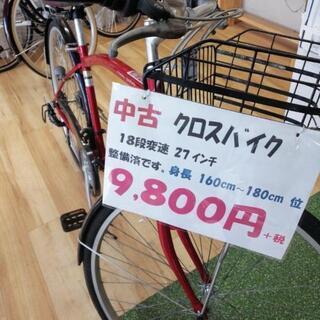 中古 クロスバイク
18段変速 27インチ
整備済です。身長 160cm～180cm 位
9,800円+税